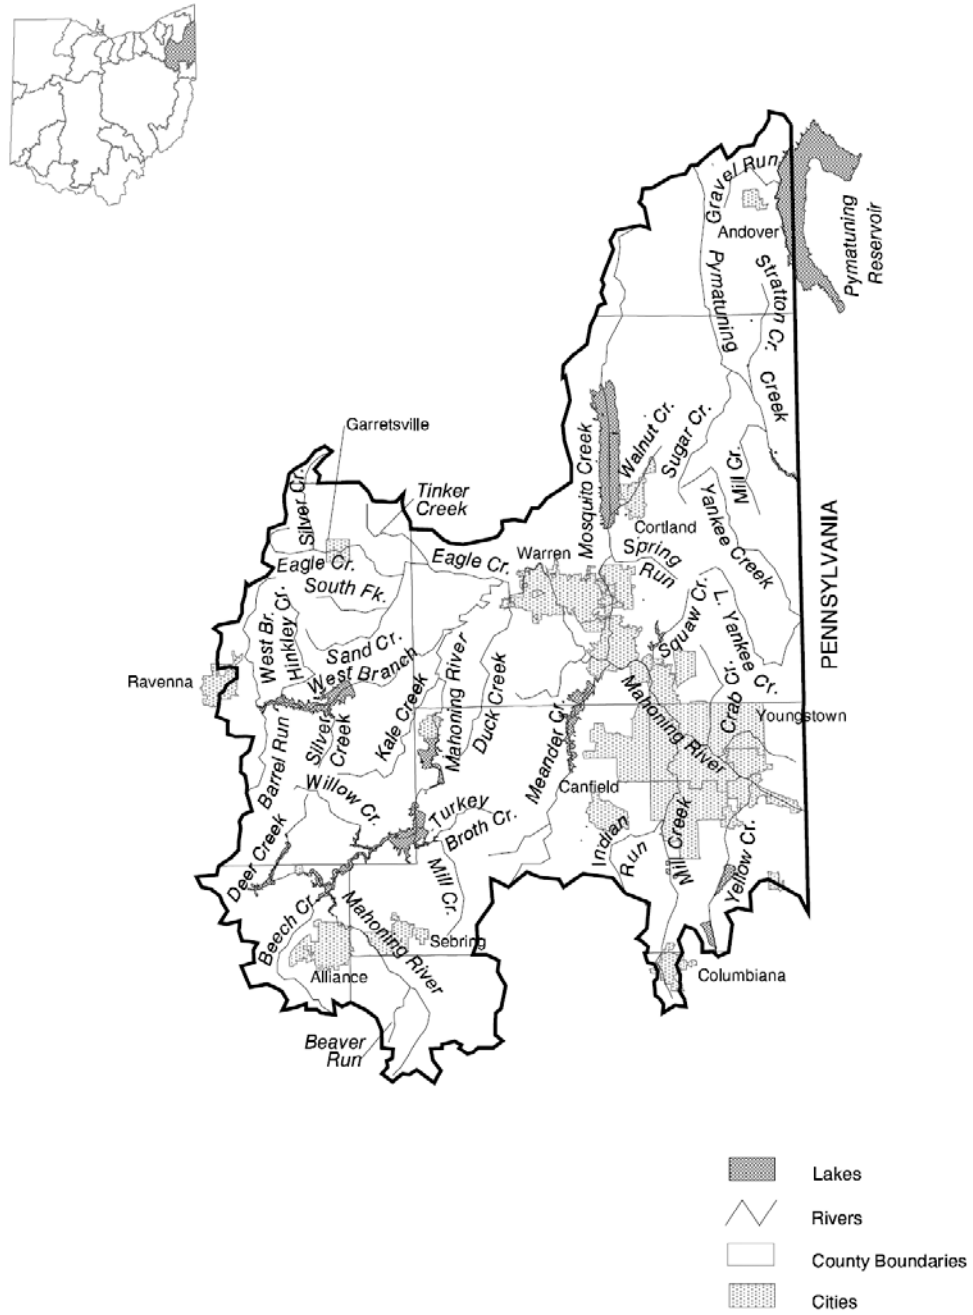 Gravel Run
Andover
Pymatuning
Reservoir
Pymatuning
Stratton Cr.
Creek
Garretsville
Silver Cr.
Tinker
Creek
Mosquito Creek
Walnut Cr.
Sugar Cr.
Mill Cr.
Yankee Creek
Cortland
Eagle Cr.
South Fk.
Eagle Cr.
Warren
Spring
Run
PENNSYLVANIA
West Br.
Hinkley Cr.
Sand Cr.
West Branch
Squaw Cr.
L. Yankee Cr.
Ravenna
Mahoning River
Duck Creek
Kale Creek
Silver
Creek
Barrel Run
Meander Cr.
Mahoning River
Crab Cr.
Youngstown
Canfield
Willow Cr.
Turkey
Broth Cr.
Indian
Run
Mill Creek
Yellow Cr.
Deer Creek
Mill Cr.
Beech Cr.
Mahoning River
Sebring
Alliance
Columbiana
Beaver
Run
Lakes
Rivers
County Boundaries
Cities